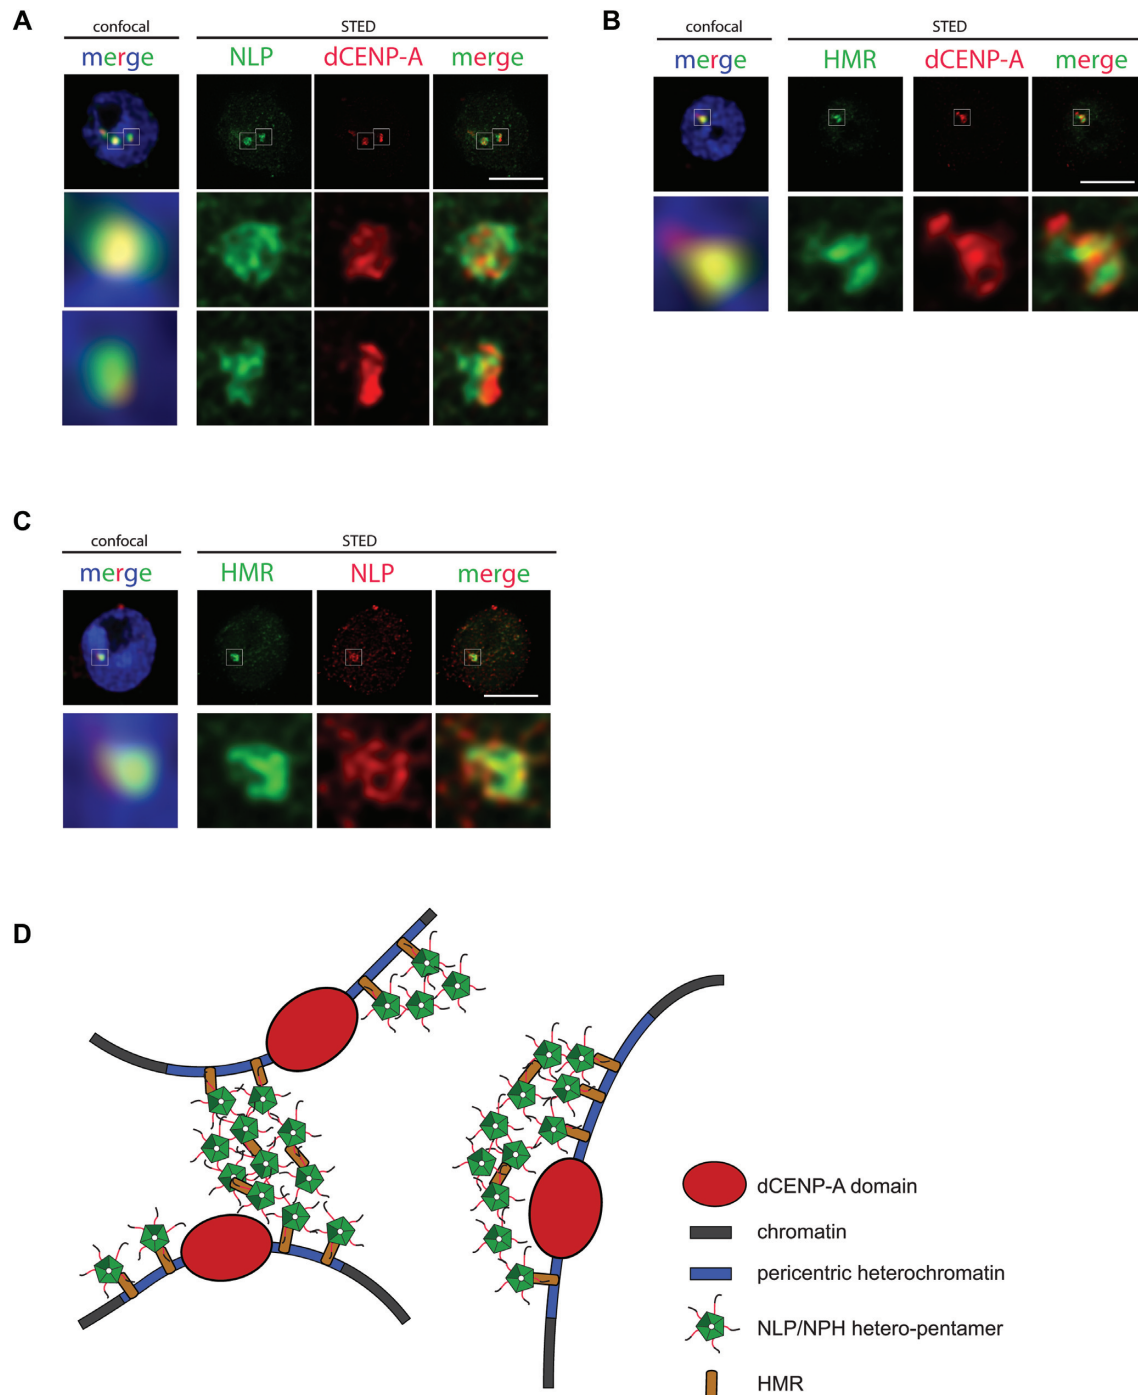 A
confocal
STED
merge
NLP
dCENP-A
merge
B
confocal
STED
merge
HMR
dCENP-A
merge
C
confocal
STED
merge
HMR
NLP
merge
D
dCENP-A domain
chromatin
pericentric heterochromatin
NLP/NPH hetero-pentamer
HMR